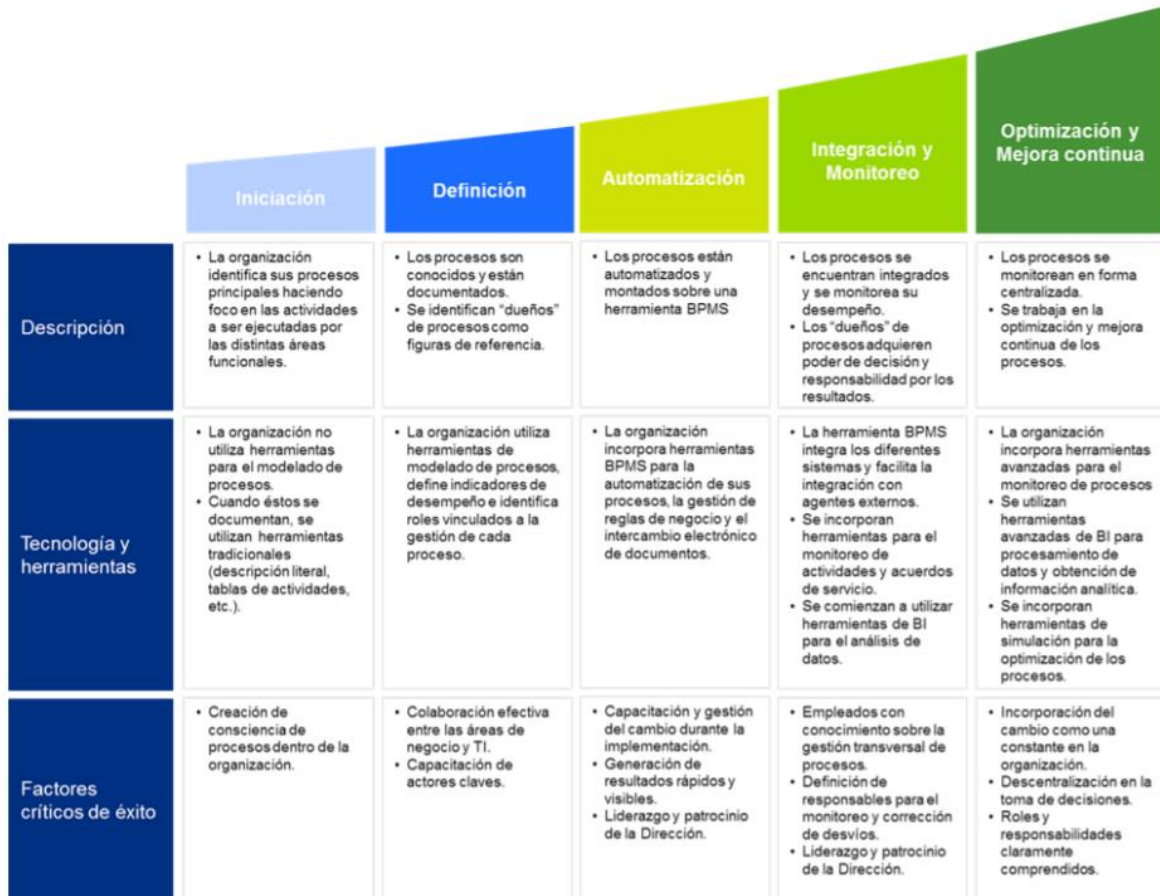 Iniciación
Definición
Automatización
Integración y
Monitoreo
Optimización y
Mejora continua
Descripción
• La organización
identifica sus procesos
principales haciendo
foco en las actividades
a ser ejecutadas por
las distintas áreas
funcionales.
• Los procesos son
conocidos y están
documentados.
• Se identifican “dueños”
de procesos como
figuras de referencia.
• Los procesos están
automatizados y
montados sobre una
herramienta BPMS
• Los procesos se
encuentran integrados
y se monitorea su
desempeño.
• Los “dueños” de
procesos adquieren
poder de decisión y
responsabilidad por los
resultados.
• Los procesos se
monitorean en forma
centralizada.
• Se trabaja en la
optimización y mejora
continua de los
procesos.
Tecnología y
herramientas
• La organización no
utiliza herramientas
para el modelado de
procesos.
• Cuando éstos se
documentan, se
utilizan herramientas
tradicionales
(descripción literal,
tablas de actividades,
etc.).
• La organización utiliza
herramientas de
modelado de procesos,
define indicadores de
desempeño e identifica
roles vinculados a la
gestión de cada
proceso.
• La organización
incorpora herramientas
BPMS para la
automatización de sus
procesos, la gestión de
reglas de negocio y el
intercambio electrónico
de documentos.
• La herramienta BPMS
integra los diferentes
sistemas y facilita la
integración con
agentes externos.
• Se incorporan
herramientas para el
monitoreo de
actividades y acuerdos
de servicio.
• Se comienzan a utilizar
herramientas de BI
para el análisis de
datos.
• La organización
incorpora herramientas
avanzadas para el
monitoreo de procesos
• Se utilizan
herramientas
avanzadas de BI para
procesamiento de
datos y obtención de
información analítica.
• Se incorporan
herramientas de
simulación para la
optimización de los
procesos.
Factores
críticos de éxito
• Creación de
consciencia de
procesos dentro de la
organización.
• Colaboración efectiva
entre las áreas de
negocio y TI.
• Capacitación de
actores claves.
• Capacitación y gestión
del cambio durante la
implementación.
• Generación de
resultados rápidos y
visibles.
• Liderazgo y patrocinio
de la Dirección.
• Empleados con
conocimiento sobre la
gestión transversal de
procesos.
• Definición de
responsables para el
monitoreo y corrección
de desvíos.
• Liderazgo y patrocinio
de la Dirección.
• Incorporación del
cambio como una
constante en la
organización.
• Descentralización en la
toma de decisiones.
• Roles y
responsabilidades
claramente
comprendidos.